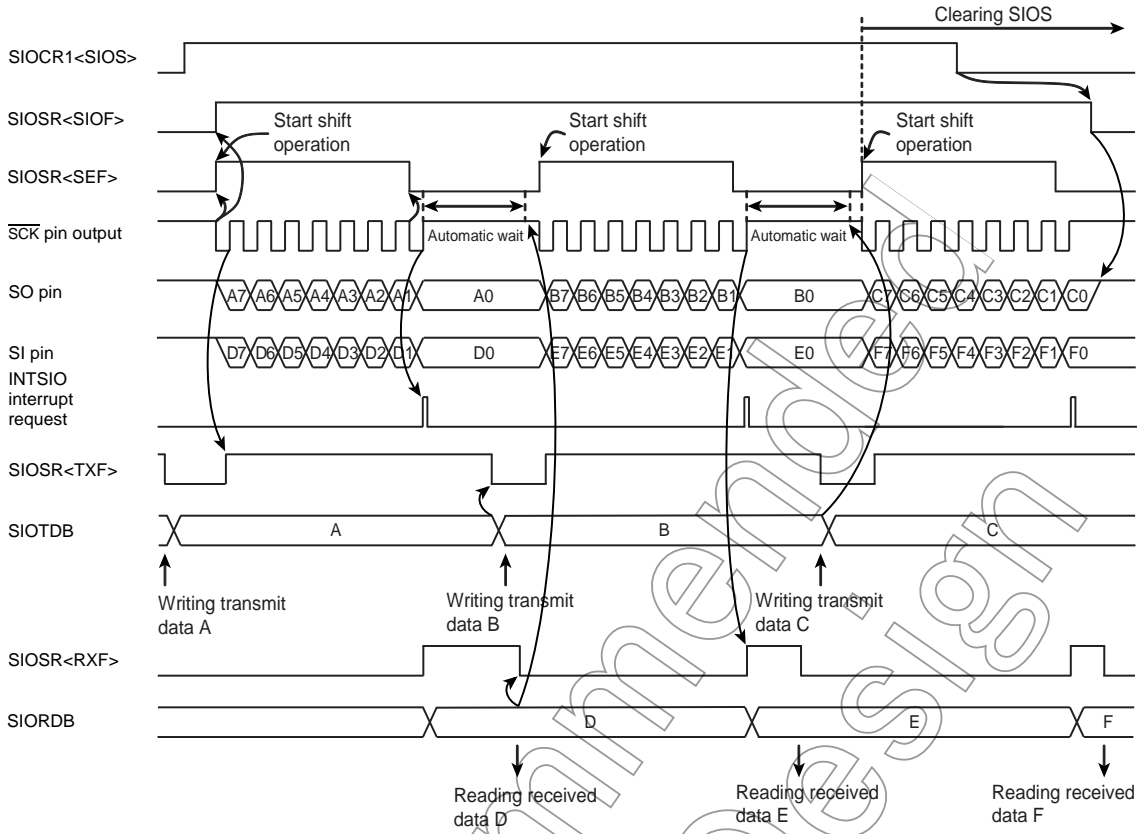 Clearing SIOS
SIOCR1<SIOS>
SIOSR<SIOF>
Start shift
operation
Start shift
operation
Start shift
operation
SIOSR<SEF>
SCK pin output
Automatic wait
Automatic wait
SO pin
A7 A6 A5 A4 A3 A2 A1 A0 B7 B6 B5 B4 B3 B2 B1 B0 C7 C6 C5 C4 C3 C2 C1 C0
SI pin
D7 D6 D5 D4 D3 D2 D1 D0 E7 E6 E5 E4 E3 E2 E1 E0 F7 F6 F5 F4 F3 F2 F1 F0
INTSIO
interrupt
request
SIOSR<TXF>
SIOTDB
A B C
Writing transmit
data A
Writing transmit
data B
Writing transmit
data C
SIOSR<RXF>
SIORDB
D E F
Reading received
data D
Reading received
data E
Reading received
data F